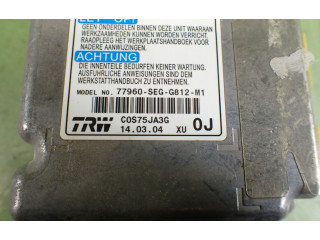 LET OP!
GEEN ONDERDELEN BINNEN DEZE UNIT WAARAAN
WERKZAAMHEDEN KUNNEN WORDEN VERRICHT.
RAADPLEEG HET WERKPLAATSHANDBOEK VOOR
NADERE AANWIJZINGEN.
ACHTUNG
DIE INNENTEILE BEDÜRFEN KEINER WARTUNG.
AUSFÜHRLICHE ANWEISUNGEN SIND DEM
WERKSTATTHANDBUCH ZU ENTNEHMEN.
MODEL NO. 77960-SEG-G812-M1
TRW C0S75JA3G
14.03.04 XU 0J